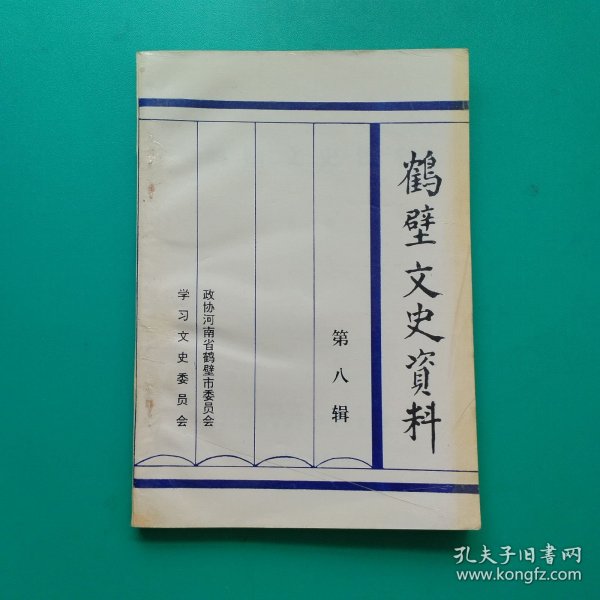 鹤壁文史資料
第八辑
政协河南省鹤壁市委员会
学习文史委员会
孔夫子旧书网
www.kongfz.com